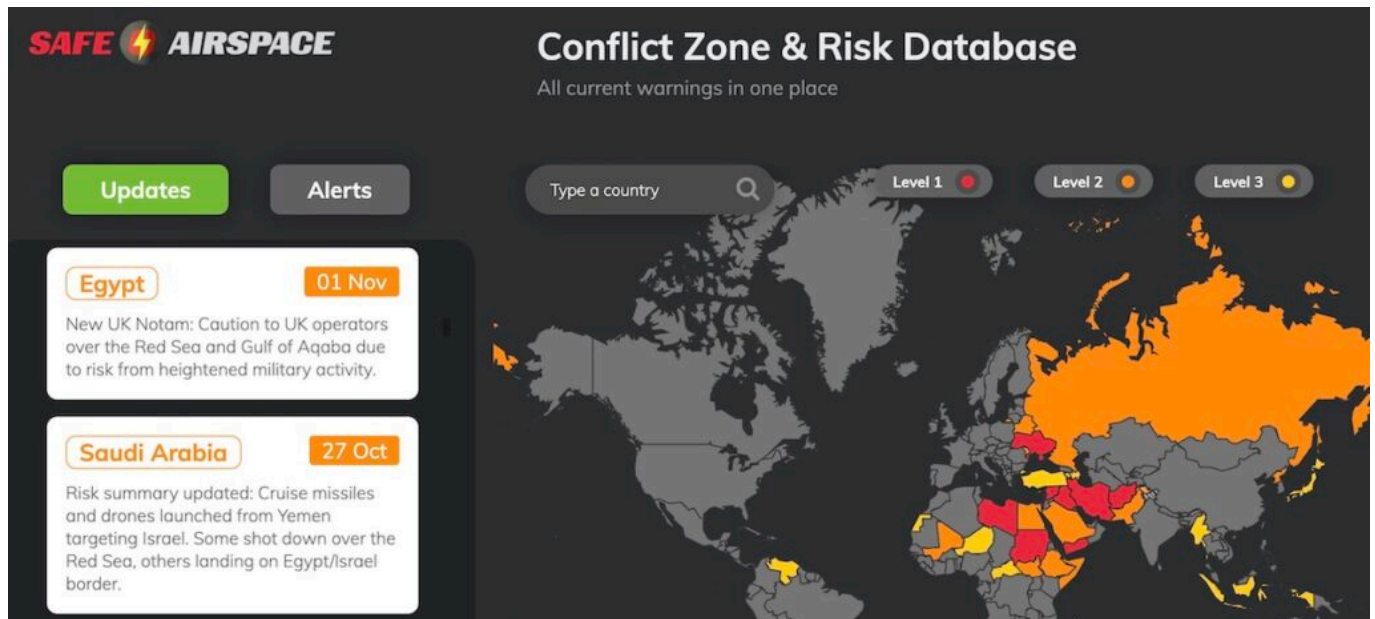 SAFE AIRSPACE
Conflict Zone & Risk Database
All current warnings in one place
Updates
Alerts
Type a country
Level 1
Level 2
Level 3
Egypt
01 Nov
New UK Notam: Caution to UK operators
over the Red Sea and Gulf of Aqaba due
to risk from heightened military activity.
Saudi Arabia
27 Oct
Risk summary updated: Cruise missiles
and drones launched from Yemen
targeting Israel. Some shot down over the
Red Sea, others landing on Egypt/Israel
border.